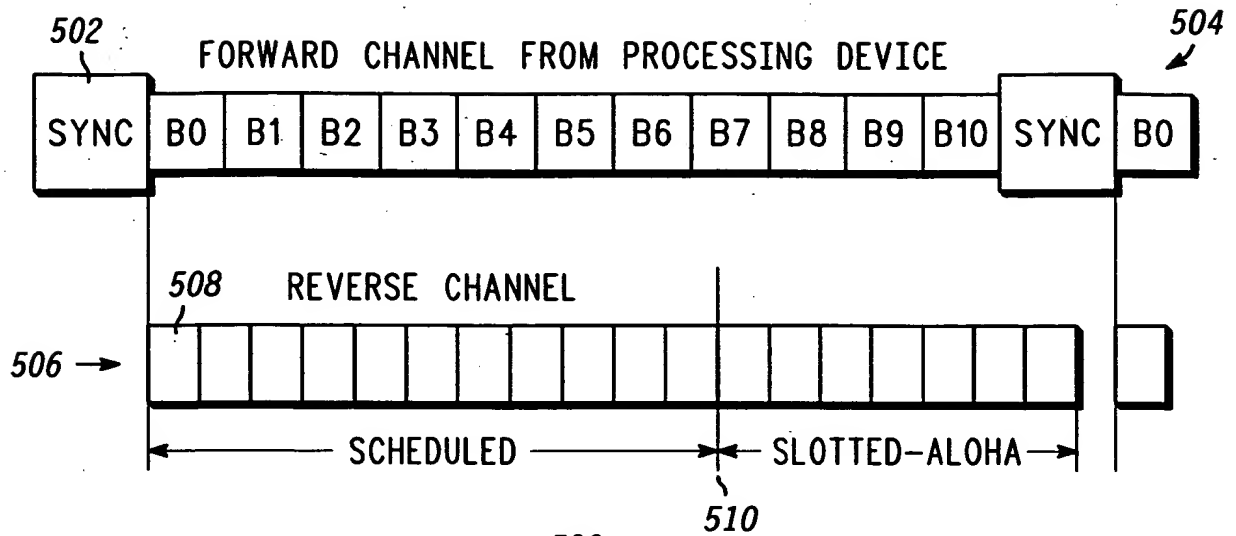 502
FORWARD CHANNEL FROM PROCESSING DEVICE
504
SYNC B0 B1 B2 B3 B4 B5 B6 B7 B8 B9 B10 SYNC B0
508
REVERSE CHANNEL
506
SCHEDULED SLOTTED-ALOHA
510